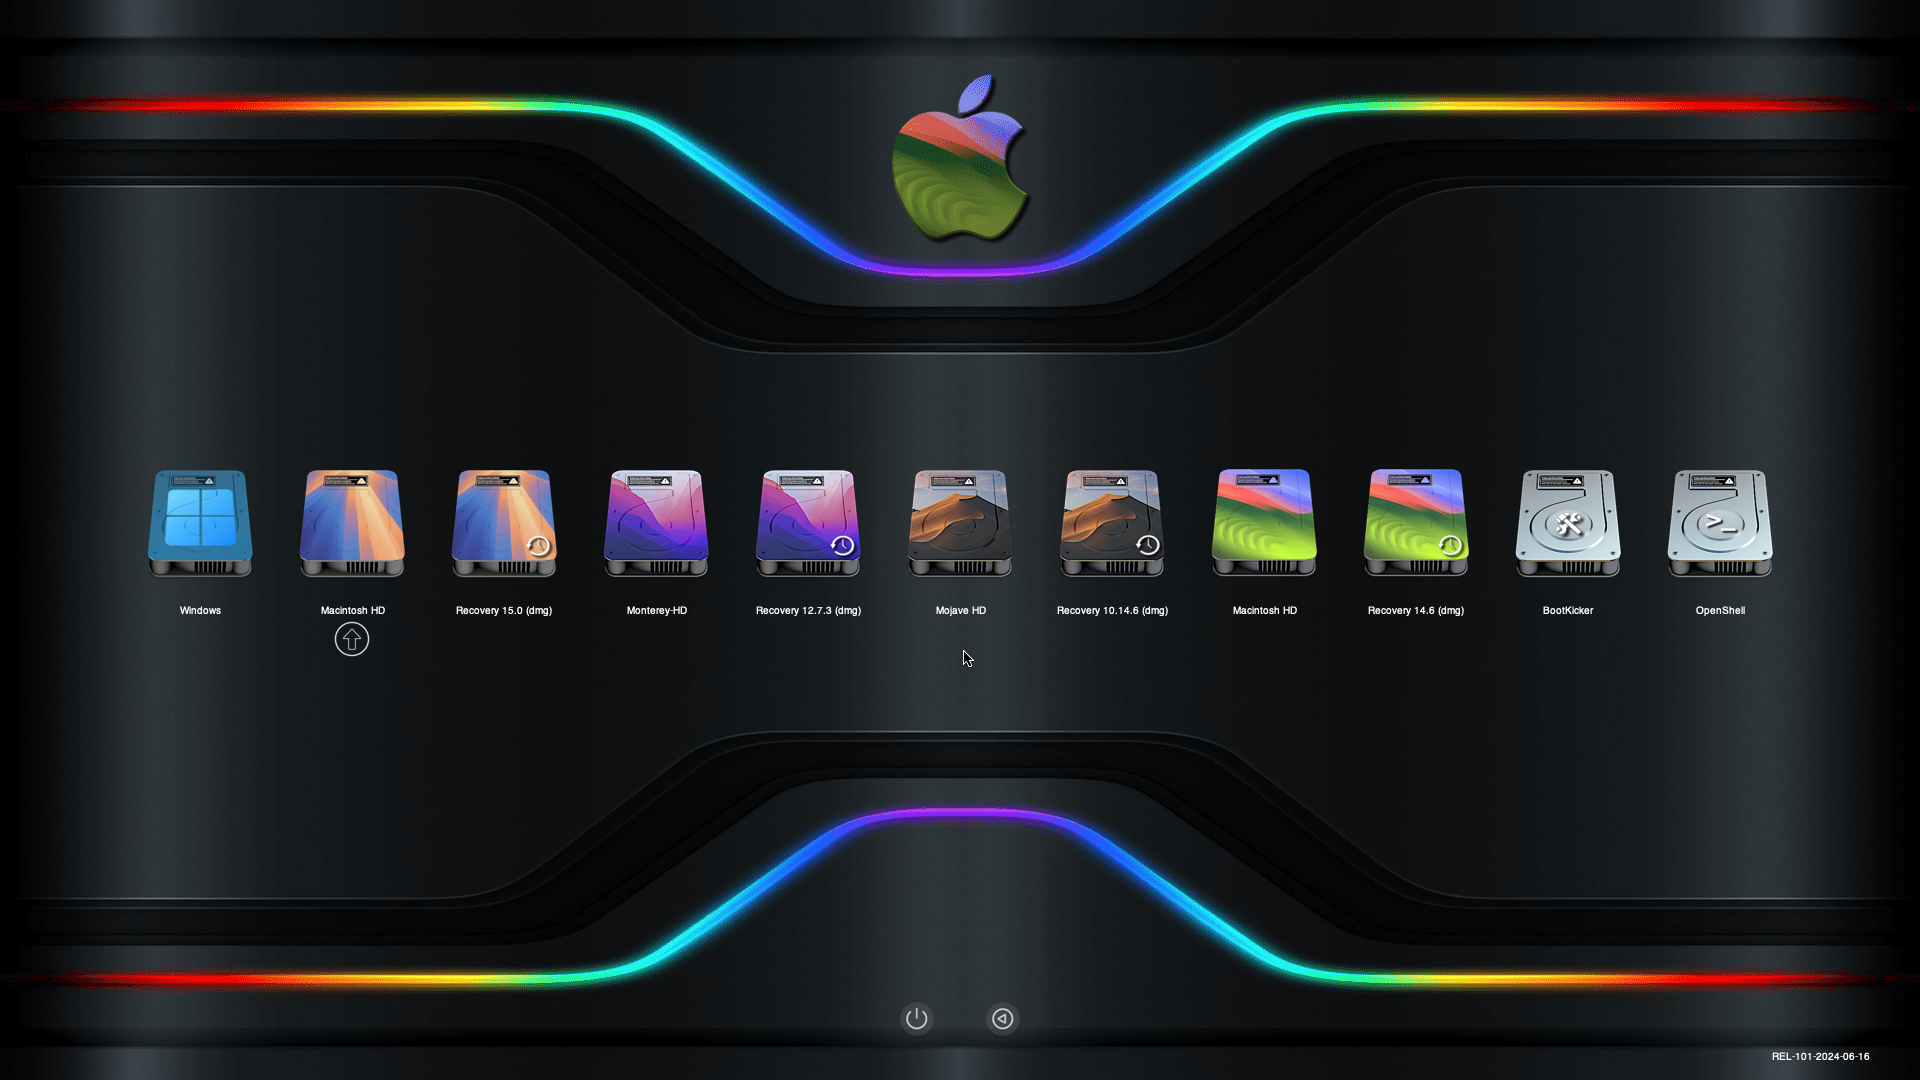 Windows
Macintosh HD
Recovery 15.0 (dmg)
Monterey-HD
Recovery 12.7.3 (dmg)
Mojave HD
Recovery 10.14.6 (dmg)
Macintosh HD
Recovery 14.6 (dmg)
BootKicker
OpenShell
REL-101-2024-06-16